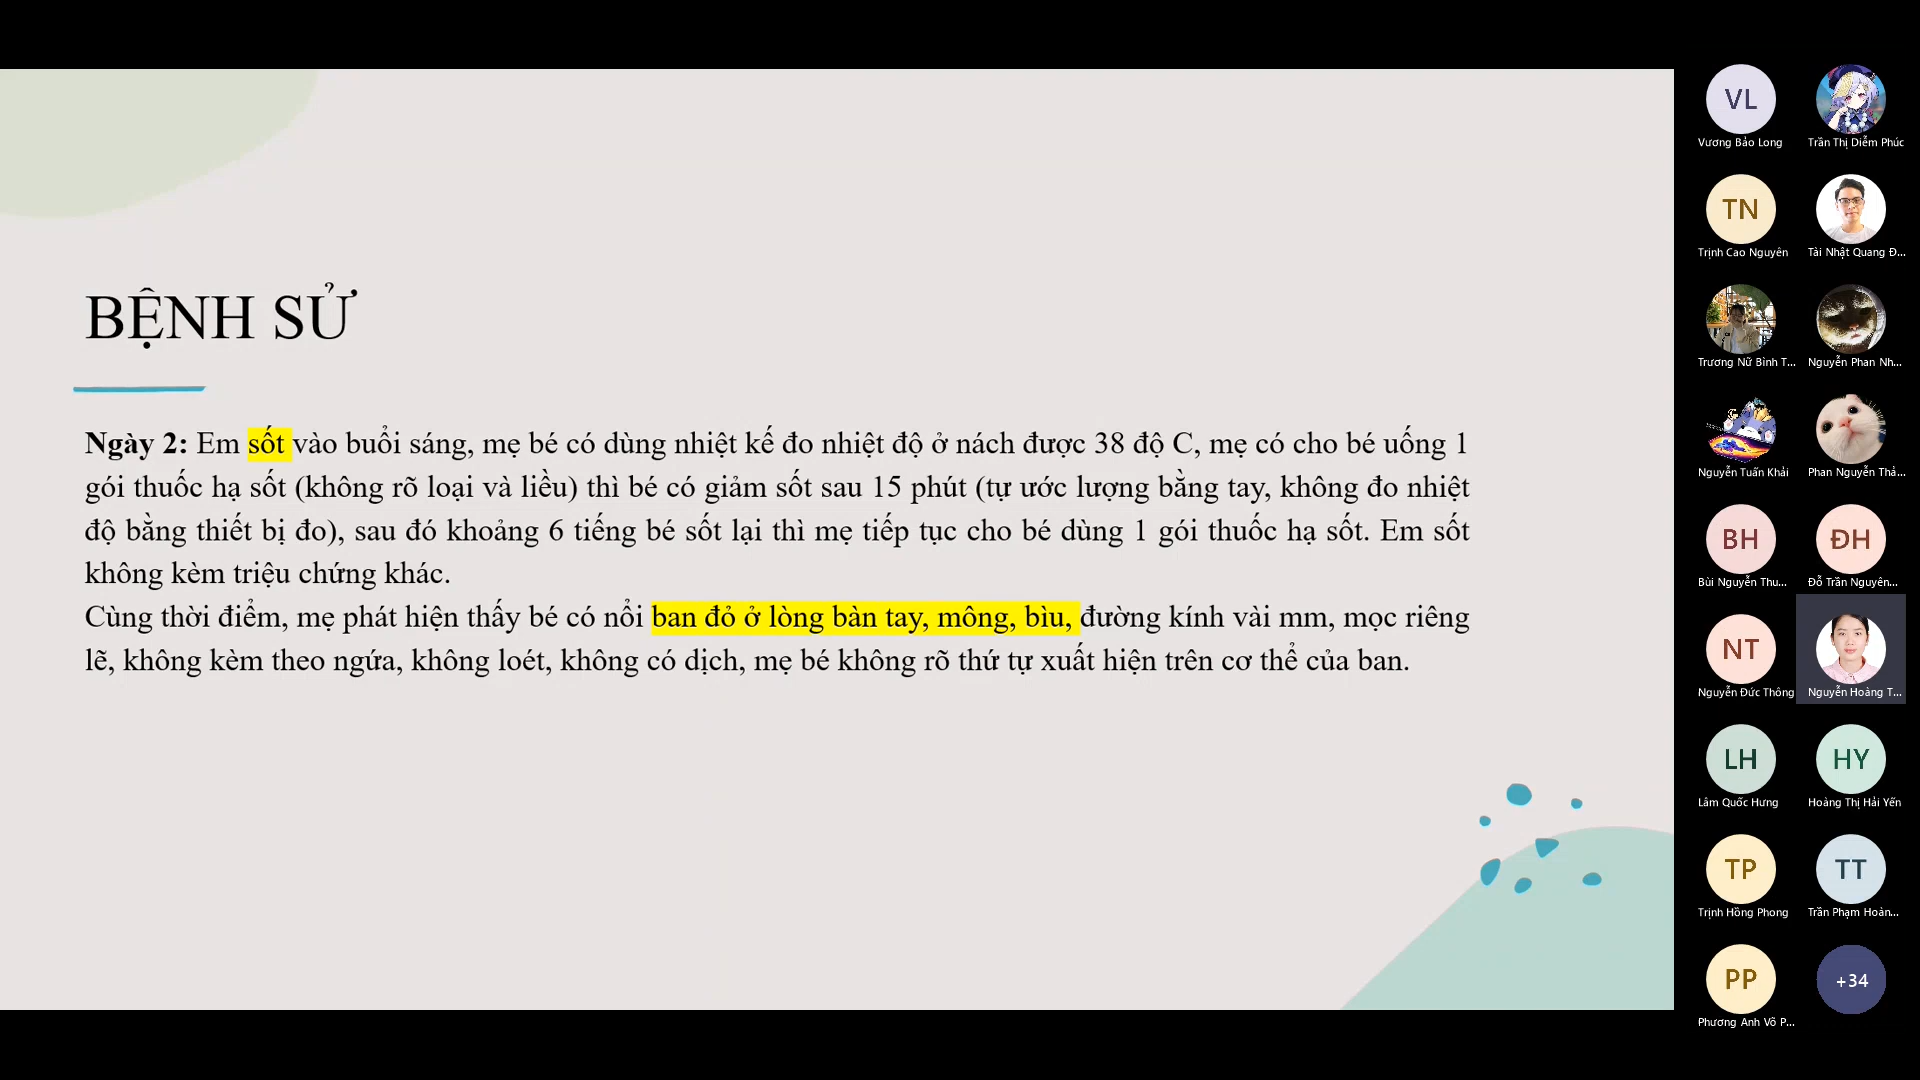 BỆNH SỬ
Ngày 2: Em sốt vào buổi sáng, mẹ bé có dùng nhiệt kế đo nhiệt độ ở nách được 38 độ C, mẹ có cho bé uống 1
gói thuốc hạ sốt (không rõ loại và liều) thì bé có giảm sốt sau 15 phút (tự ước lượng bằng tay, không đo nhiệt
độ bằng thiết bị đo), sau đó khoảng 6 tiếng bé sốt lại thì mẹ tiếp tục cho bé dùng 1 gói thuốc hạ sốt. Em sốt
không kèm triệu chứng khác.
Cùng thời điểm, mẹ phát hiện thấy bé có nổi ban đỏ ở lòng bàn tay, mông, bìu, đường kính vài mm, mọc riêng
lẽ, không kèm theo ngứa, không loét, không có dịch, mẹ bé không rõ thứ tự xuất hiện trên cơ thể của ban.
VL
Vương Bảo Long
Trần Thị Diễm Phúc
TN
Trịnh Cao Nguyên
Tài Nhật Quang Đ...
Trương Nữ Bình T...
Nguyễn Phan Nh...
Nguyễn Tuấn Khải
Phan Nguyễn Thả...
BH
Bùi Nguyễn Thu...
ĐH
Đỗ Trần Nguyên...
NT
Nguyễn Đức Thông
Nguyễn Hoàng T...
LH
Lâm Quốc Hưng
HY
Hoàng Thị Hải Yến
TP
Trịnh Hồng Phong
TT
Trần Phạm Hoàn...
PP
Phương Anh Võ P...
+34